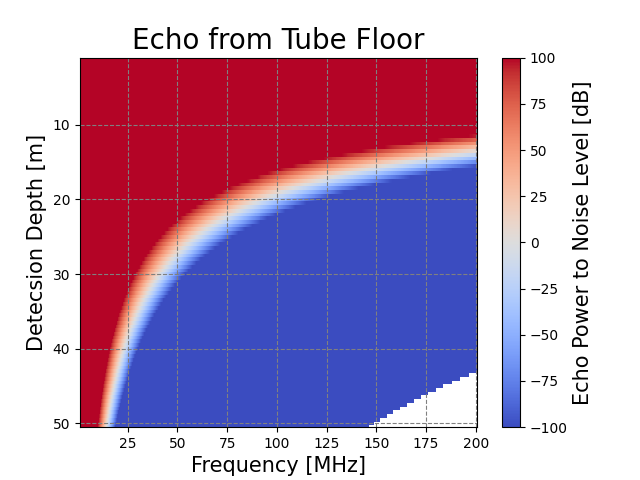 Echo from Tube Floor
Detecsion Depth [m]
10
20
30
40
50
25 50 75 100 125 150 175 200
Frequency [MHz]
100
75
50
25
0
−25
−50
−75
−100
Echo Power to Noise Level [dB]